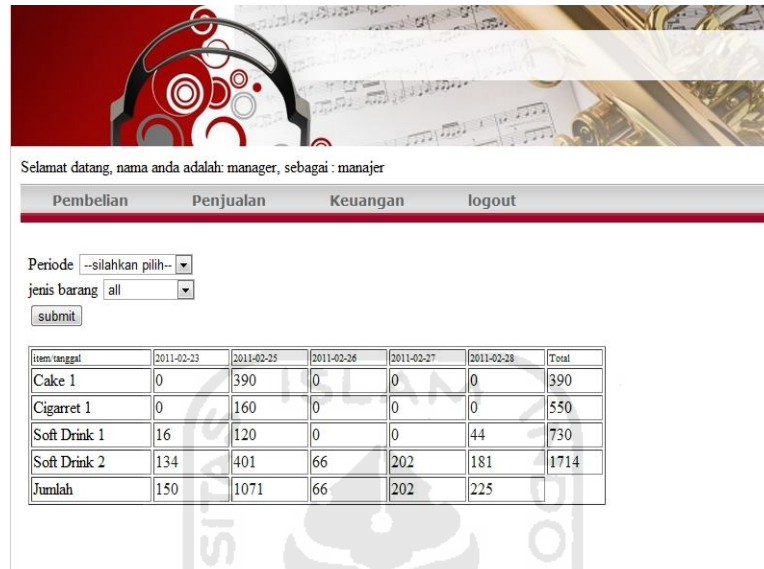 Selamat datang, nama anda adalah: manager, sebagai : manajer
Pembelian Penjualan Keuangan logout
Periode --silahkan pilih--
jenis barang all
submit
item/tanggal 2011-02-23 2011-02-25 2011-02-26 2011-02-27 2011-02-28 Total
Cake 1 0 390 0 0 0 390
Cigarret 1 0 160 0 0 0 550
Soft Drink 1 16 120 0 0 44 730
Soft Drink 2 134 401 66 202 181 1714
Jumlah 150 1071 66 202 225
ISLAM
SITAS
INDO